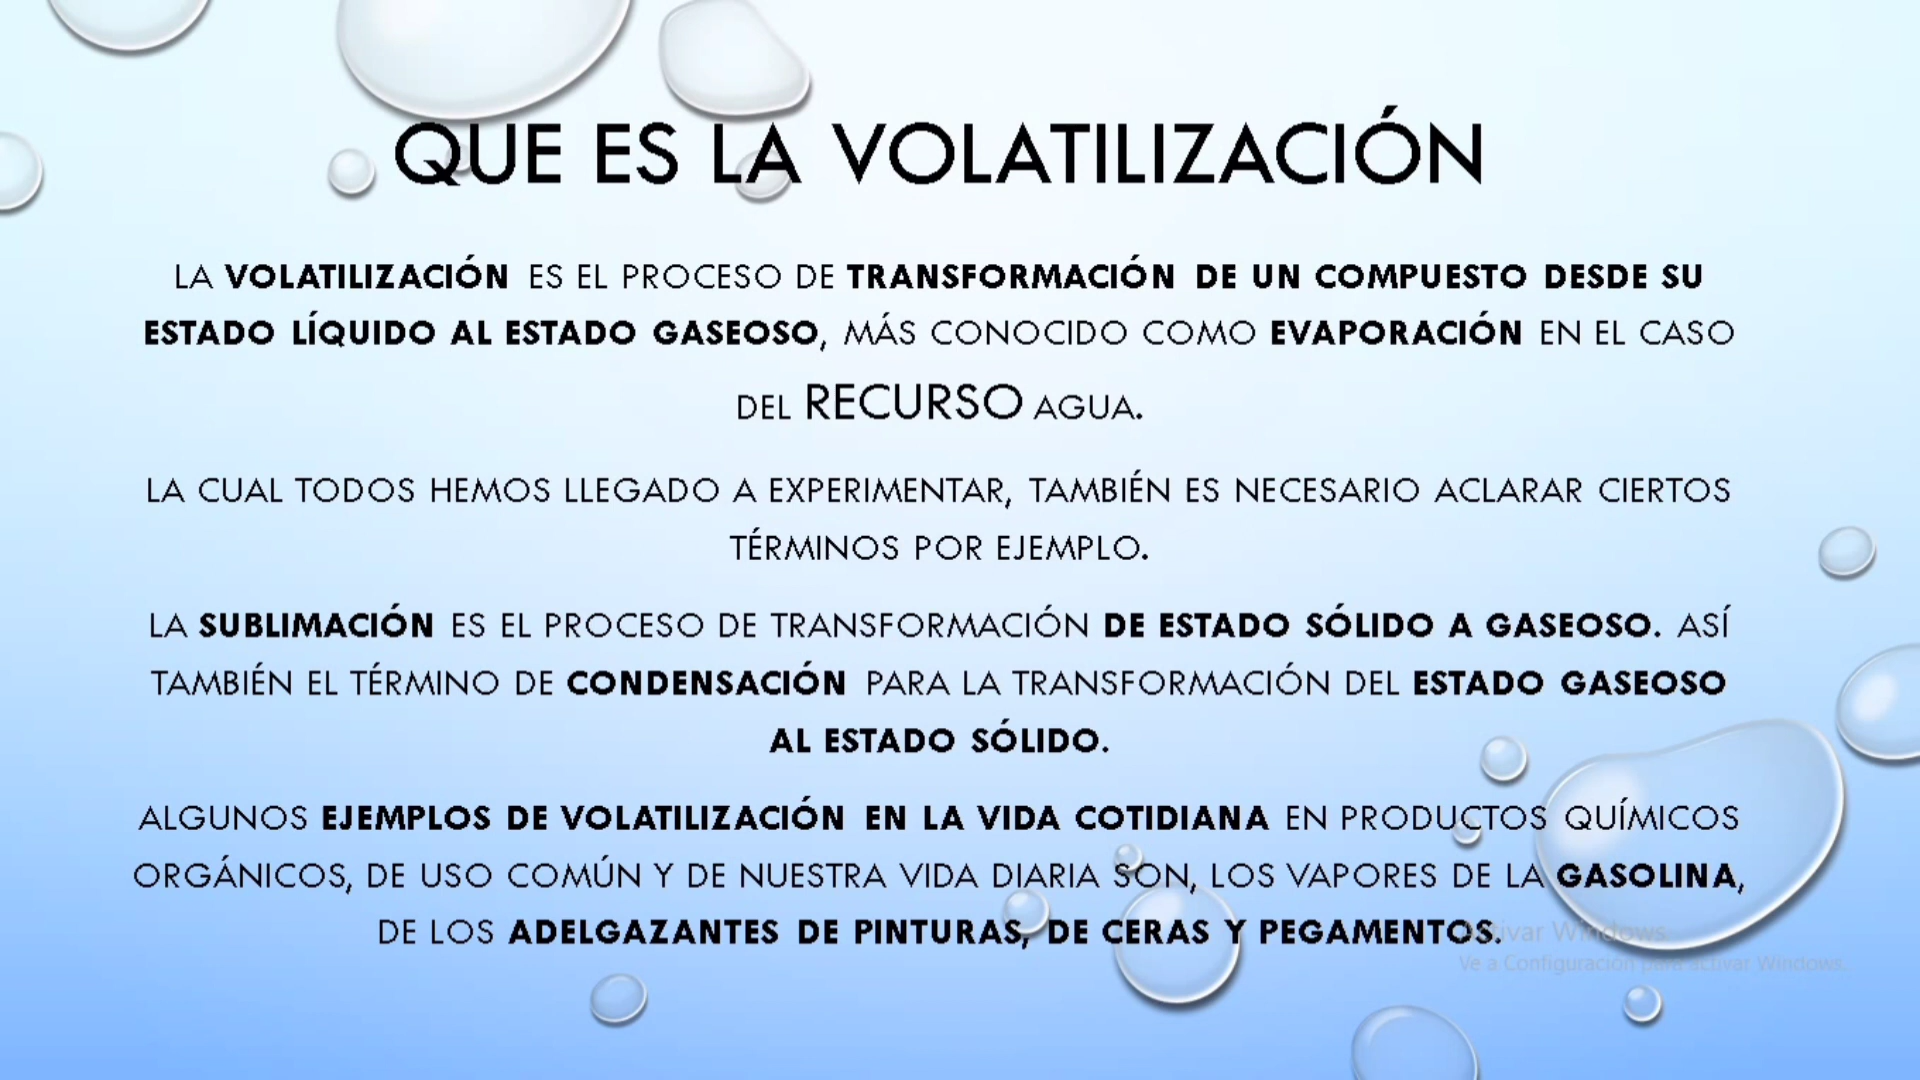 QUE ES LA VOLATILIZACIÓN
LA VOLATILIZACIÓN ES EL PROCESO DE TRANSFORMACIÓN DE UN COMPUESTO DESDE SU
ESTADO LÍQUIDO AL ESTADO GASEOSO, MÁS CONOCIDO COMO EVAPORACIÓN EN EL CASO
DEL RECURSO AGUA.
LA CUAL TODOS HEMOS LLEGADO A EXPERIMENTAR, TAMBIÉN ES NECESARIO ACLARAR CIERTOS
TÉRMINOS POR EJEMPLO.
LA SUBLIMACIÓN ES EL PROCESO DE TRANSFORMACIÓN DE ESTADO SÓLIDO A GASEOSO. ASÍ
TAMBIÉN EL TÉRMINO DE CONDENSACIÓN PARA LA TRANSFORMACIÓN DEL ESTADO GASEOSO
AL ESTADO SÓLIDO.
ALGUNOS EJEMPLOS DE VOLATILIZACIÓN EN LA VIDA COTIDIANA EN PRODUCTOS QUÍMICOS
ORGÁNICOS, DE USO COMÚN Y DE NUESTRA VIDA DIARIA SON, LOS VAPORES DE LA GASOLINA,
DE LOS ADELGAZANTES DE PINTURAS, DE CERAS Y PEGAMENTOS.
Activar Windows
Ve a Configuración para activar Windows.